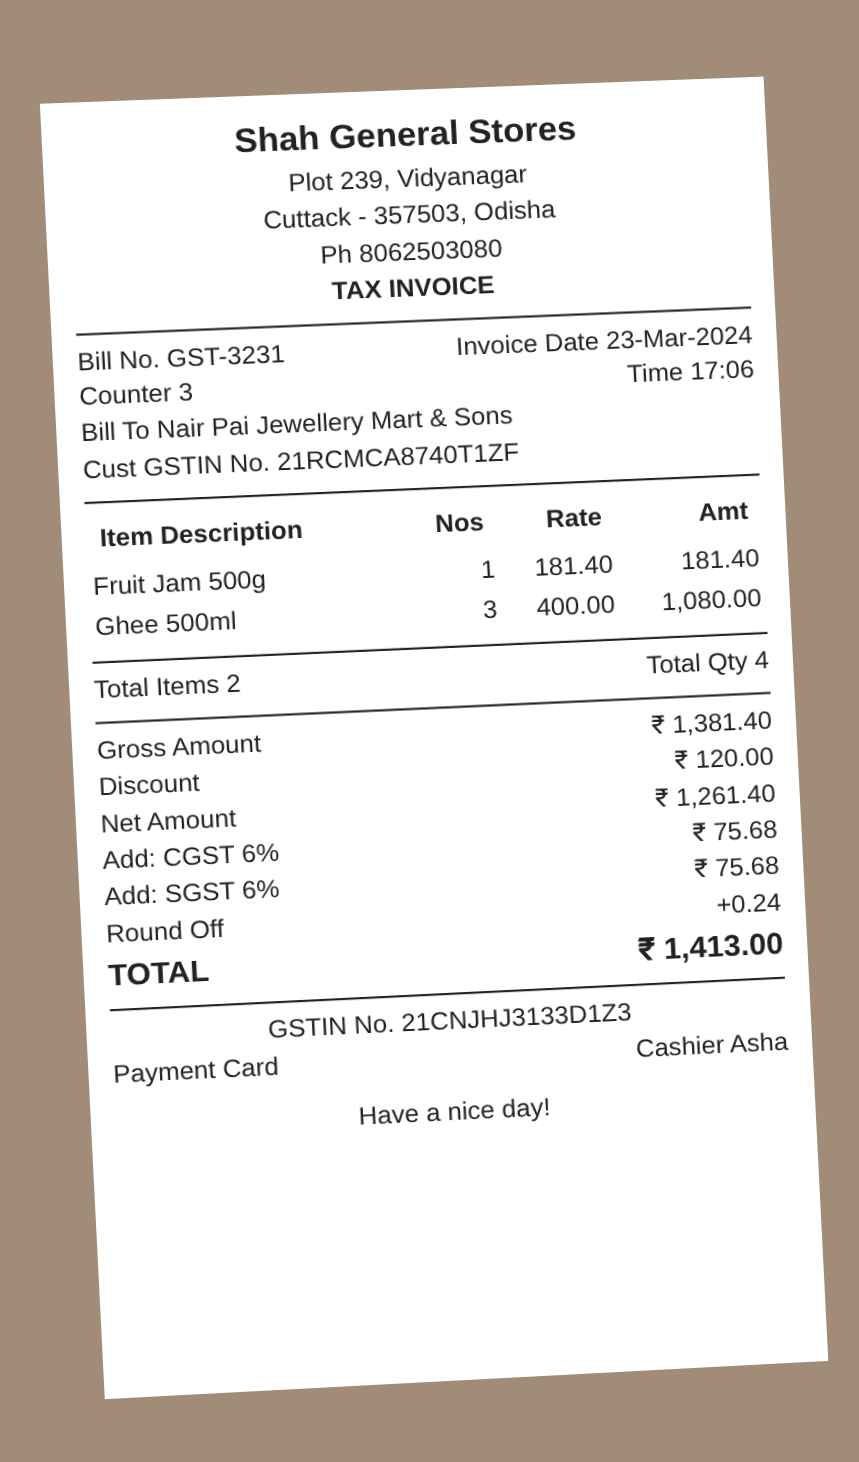 Shah General Stores
Plot 239, Vidyanagar
Cuttack - 357503, Odisha
Ph 8062503080
TAX INVOICE
Bill No. GST-3231 Invoice Date 23-Mar-2024
Counter 3 Time 17:06
Bill To Nair Pai Jewellery Mart & Sons
Cust GSTIN No. 21RCMCA8740T1ZF
Item Description Nos Rate Amt
Fruit Jam 500g 1 181.40 181.40
Ghee 500ml 3 400.00 1,080.00
Total Items 2 Total Qty 4
Gross Amount ₹ 1,381.40
Discount ₹ 120.00
Net Amount ₹ 1,261.40
Add: CGST 6% ₹ 75.68
Add: SGST 6% ₹ 75.68
Round Off +0.24
TOTAL ₹ 1,413.00
GSTIN No. 21CNJHJ3133D1Z3
Payment Card Cashier Asha
Have a nice day!